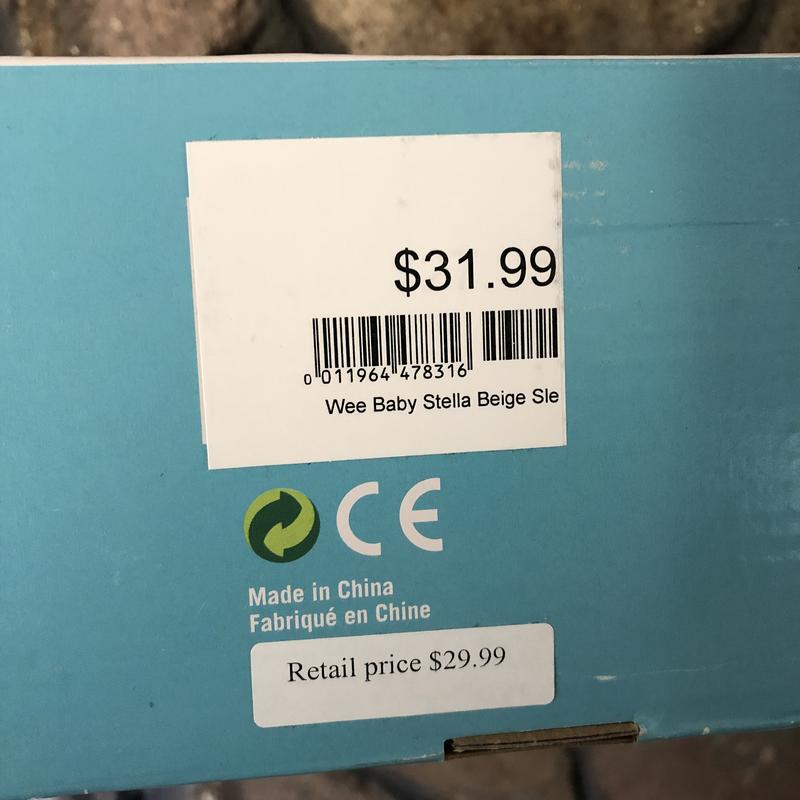 $31.99
0 011964 478316
Wee Baby Stella Beige Sle
CE
Made in China
Fabriqué en Chine
Retail price $29.99